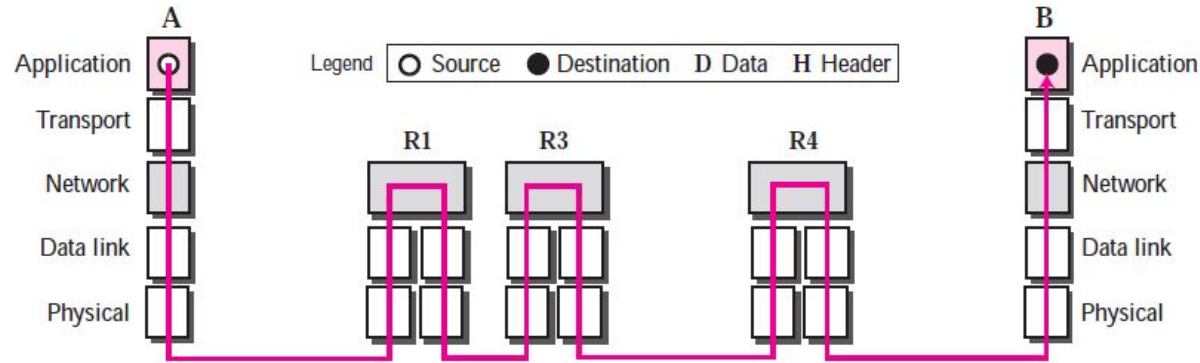 A
B
Application
Legend
Source
Destination
D Data
H Header
Application
Transport
Transport
R1
R3
R4
Network
Network
Data link
Data link
Physical
Physical